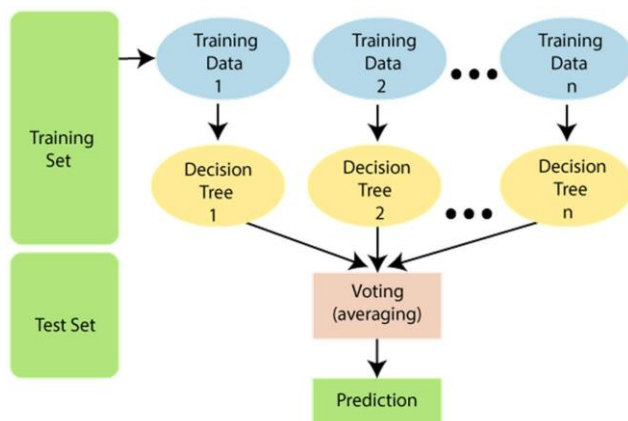 Training
Set
Test Set
Training
Data
1
Training
Data
2
Training
Data
n
Decision
Tree
1
Decision
Tree
2
Decision
Tree
n
Voting
(averaging)
Prediction